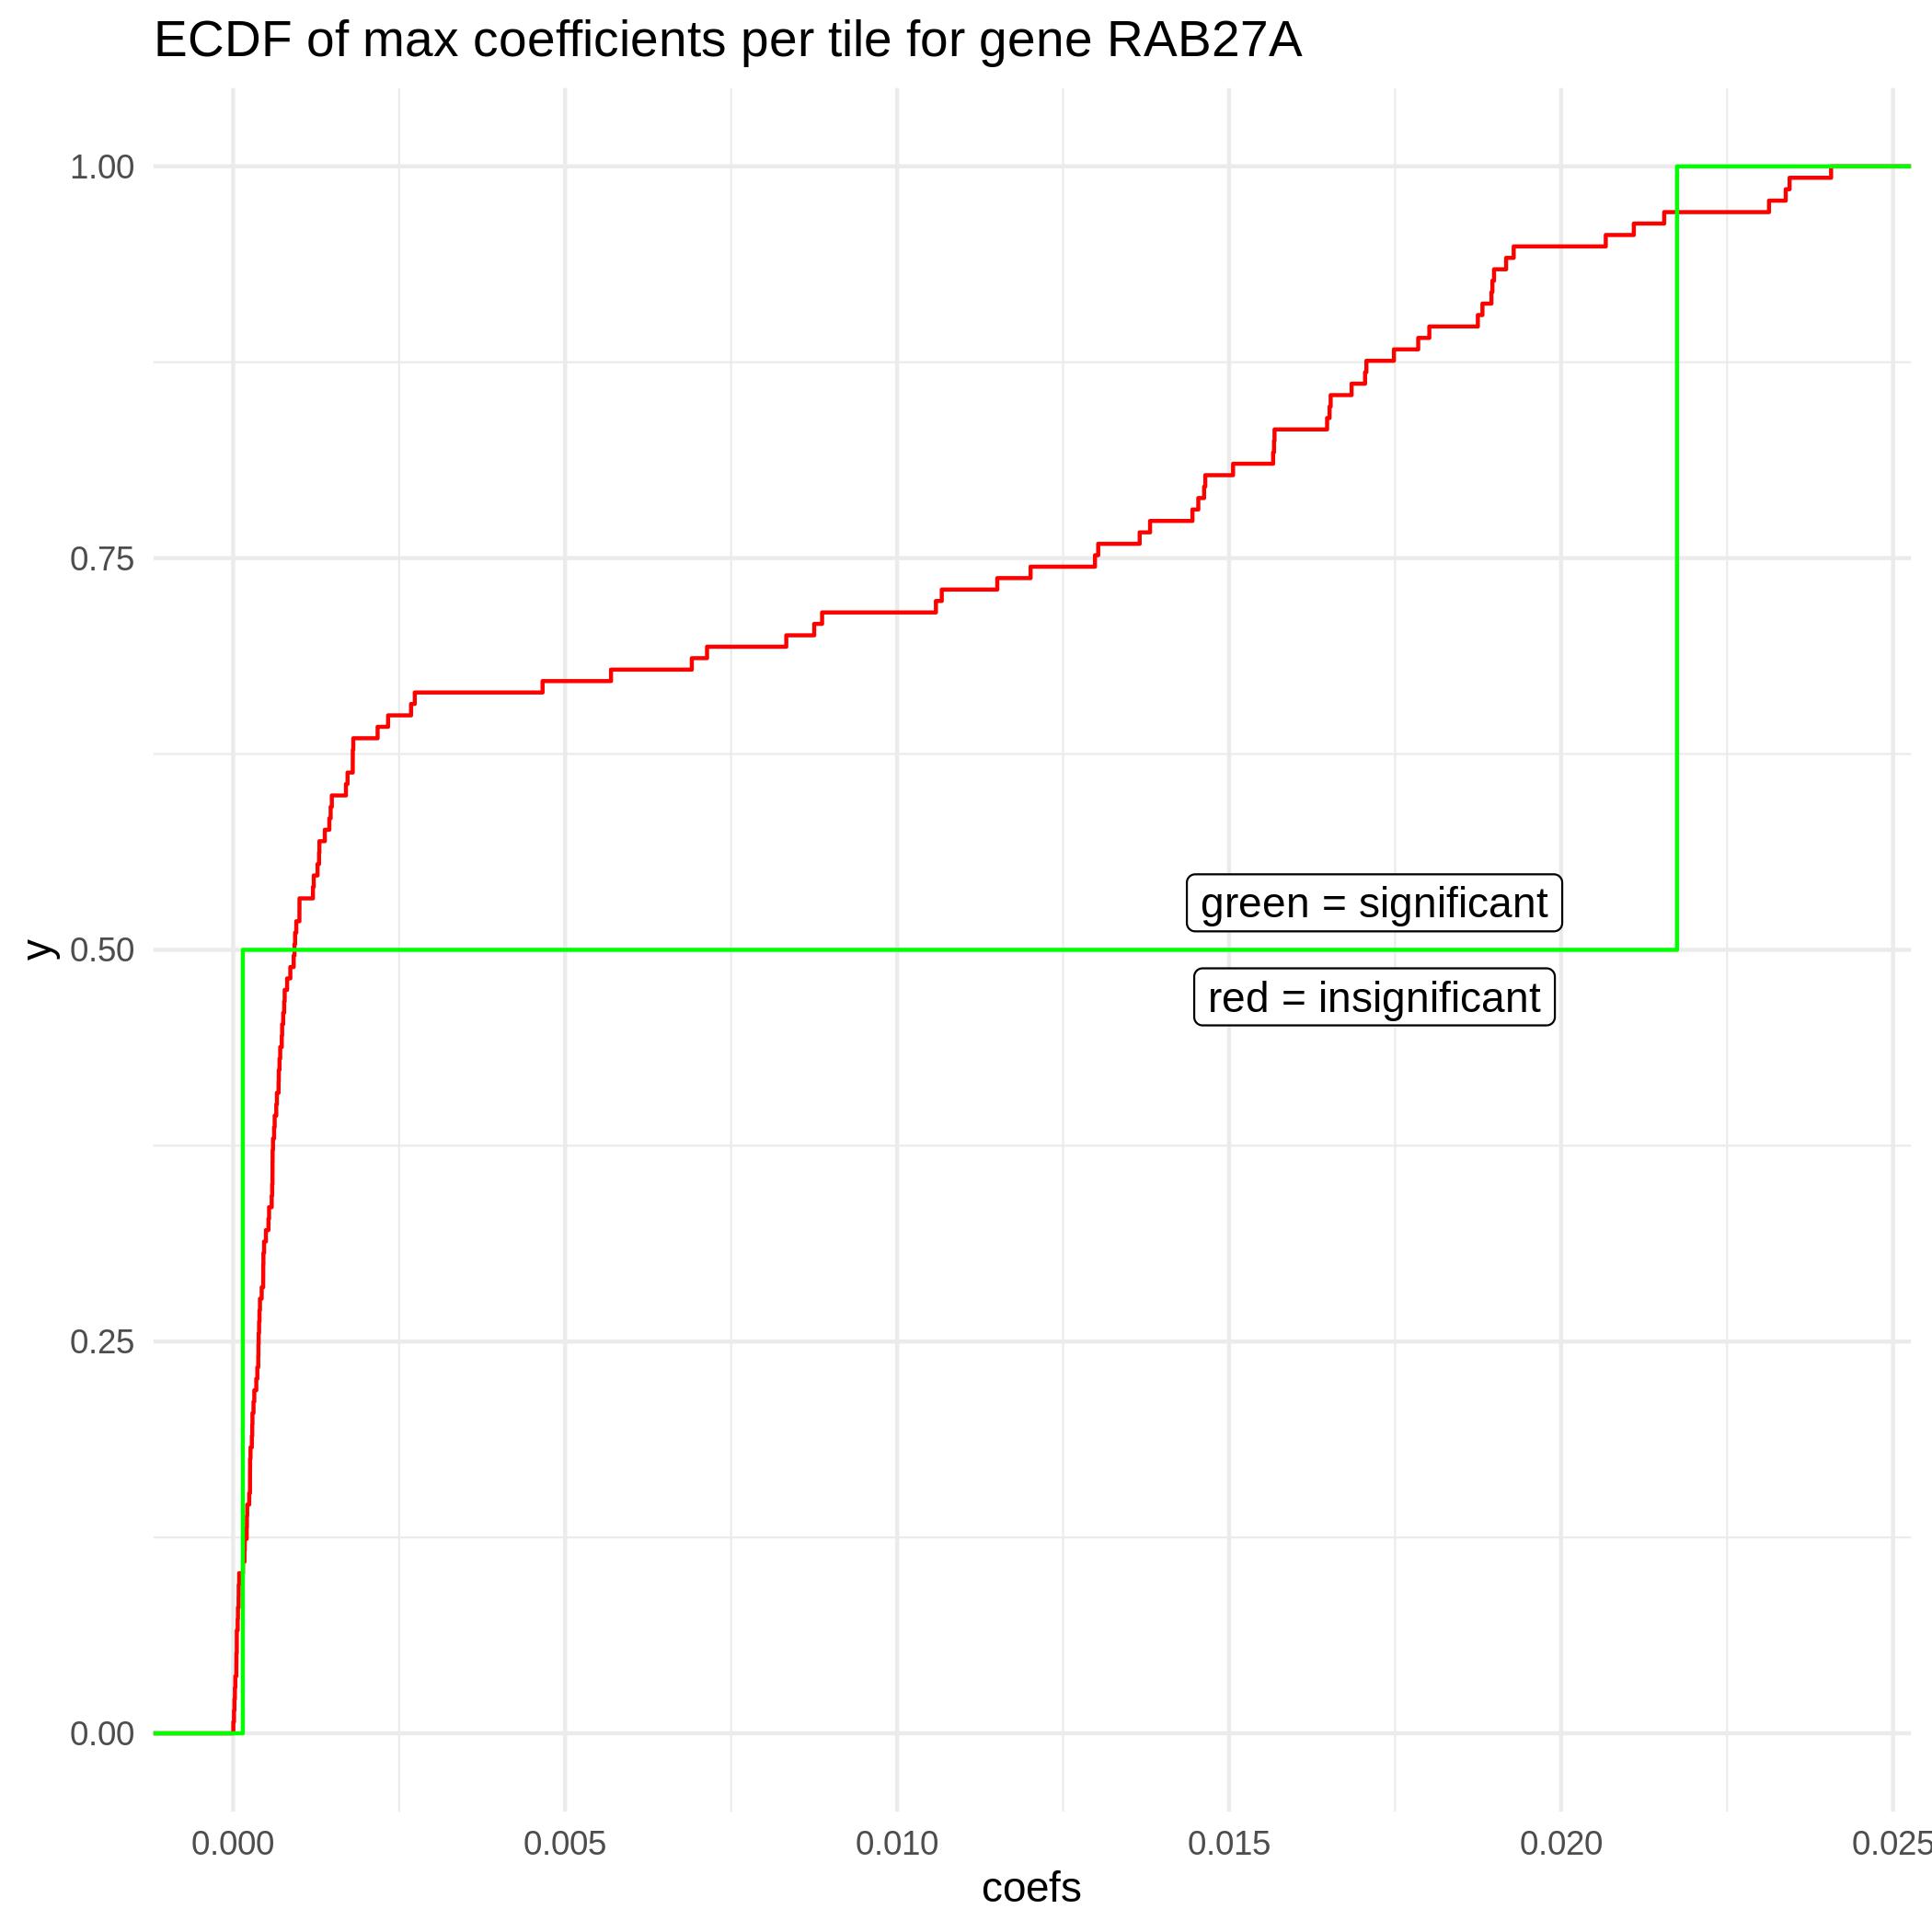 ECDF of max coefficients per tile for gene RAB27A
1.00
0.75
green = significant
y
0.50
red = insignificant
0.25
0.00
0.000 0.005 0.010 0.015 0.020 0.025
coefs